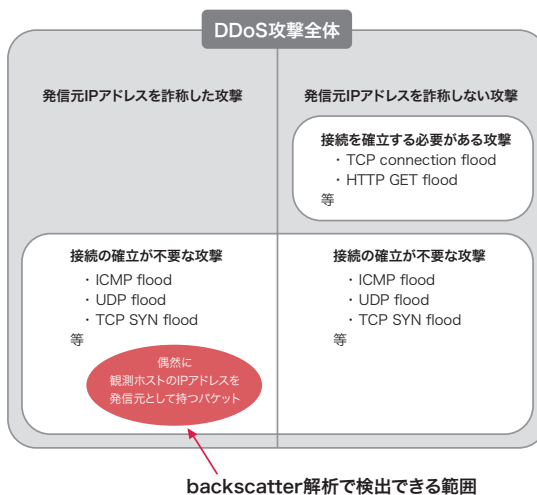 DDoS攻撃全体
発信元IPアドレスを詐称した攻撃
発信元IPアドレスを詐称しない攻撃
接続を確立する必要がある攻撃
・TCP connection flood
・HTTP GET flood
等
接続の確立が不要な攻撃
・ICMP flood
・UDP flood
・TCP SYN flood
等
偶然に
観測ホストのIPアドレスを
発信元として持つパケット
接続の確立が不要な攻撃
・ICMP flood
・UDP flood
・TCP SYN flood
等
backscatter解析で検出できる範囲